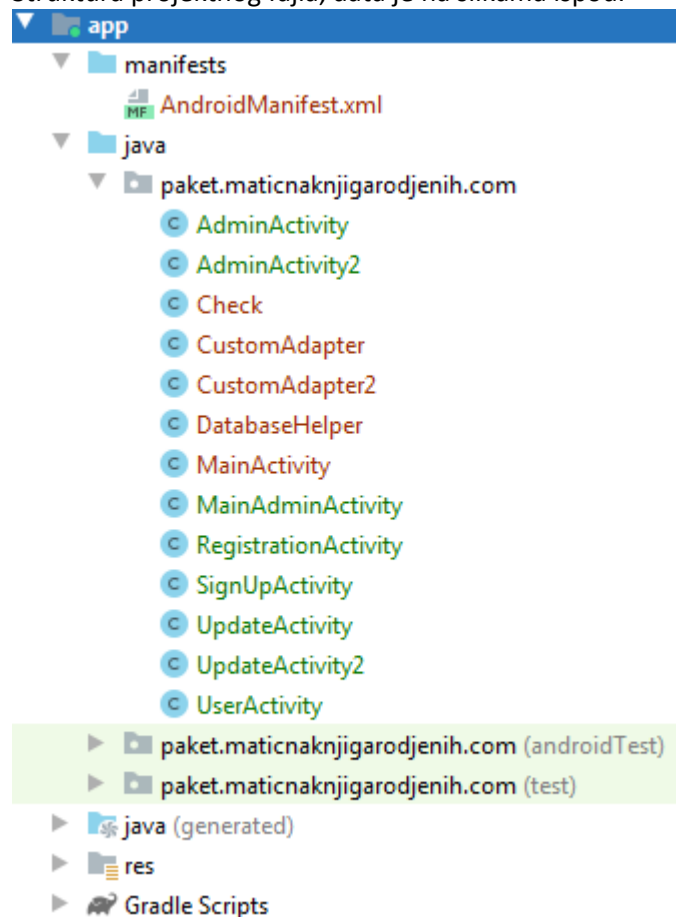 app
manifests
MF AndroidManifest.xml
java
paket.maticnaknjigarodjenih.com
C AdminActivity
C AdminActivity2
C Check
C CustomAdapter
C CustomAdapter2
C DatabaseHelper
C MainActivity
C MainAdminActivity
C RegistrationActivity
C SignUpActivity
C UpdateActivity
C UpdateActivity2
C UserActivity
paket.maticnaknjigarodjenih.com (androidTest)
paket.maticnaknjigarodjenih.com (test)
java (generated)
res
Gradle Scripts